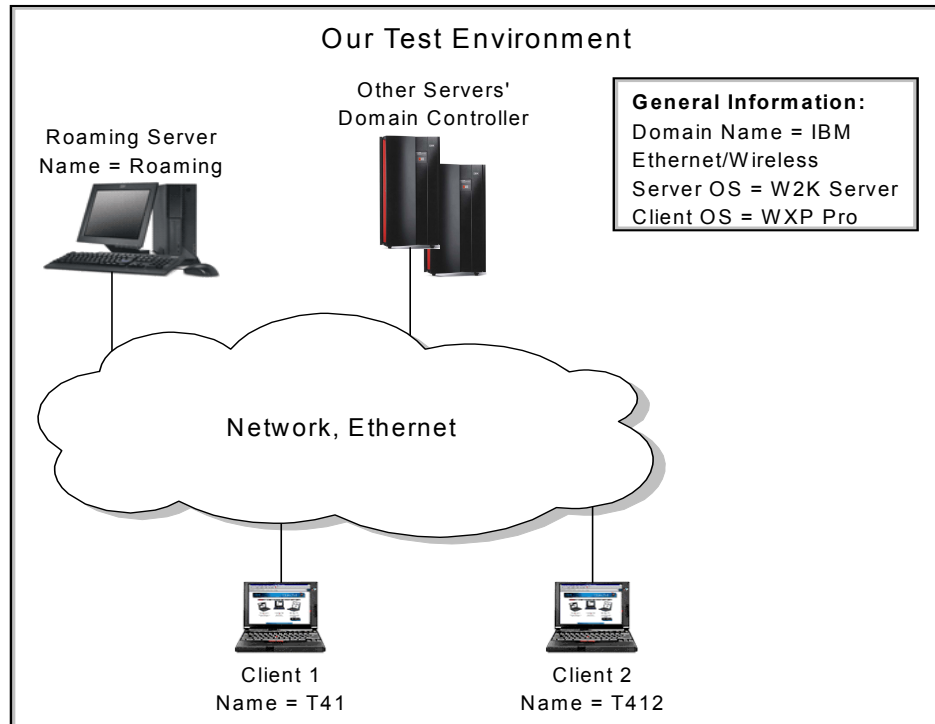 Our Test Environment
Other Servers'
Domain Controller
Roaming Server
Name = Roaming
General Information:
Domain Name = IBM
Ethernet/Wireless
Server OS = W2K Server
Client OS = WXP Pro
Network, Ethernet
Client 1
Name = T41
Client 2
Name = T412